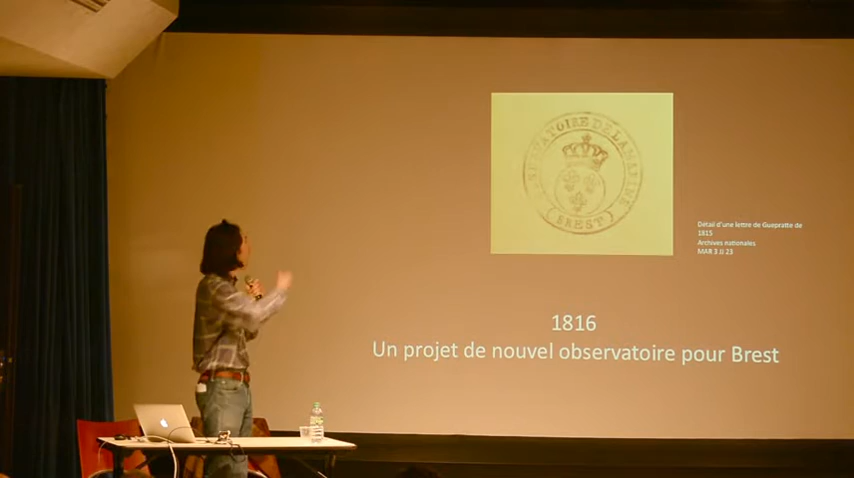 OBSERVATOIRE DE LA MARINE
BREST
Détail d'une lettre de Guepratte de
1815
Archives nationales
MAR 3 JJ 23
1816
Un projet de nouvel observatoire pour Brest